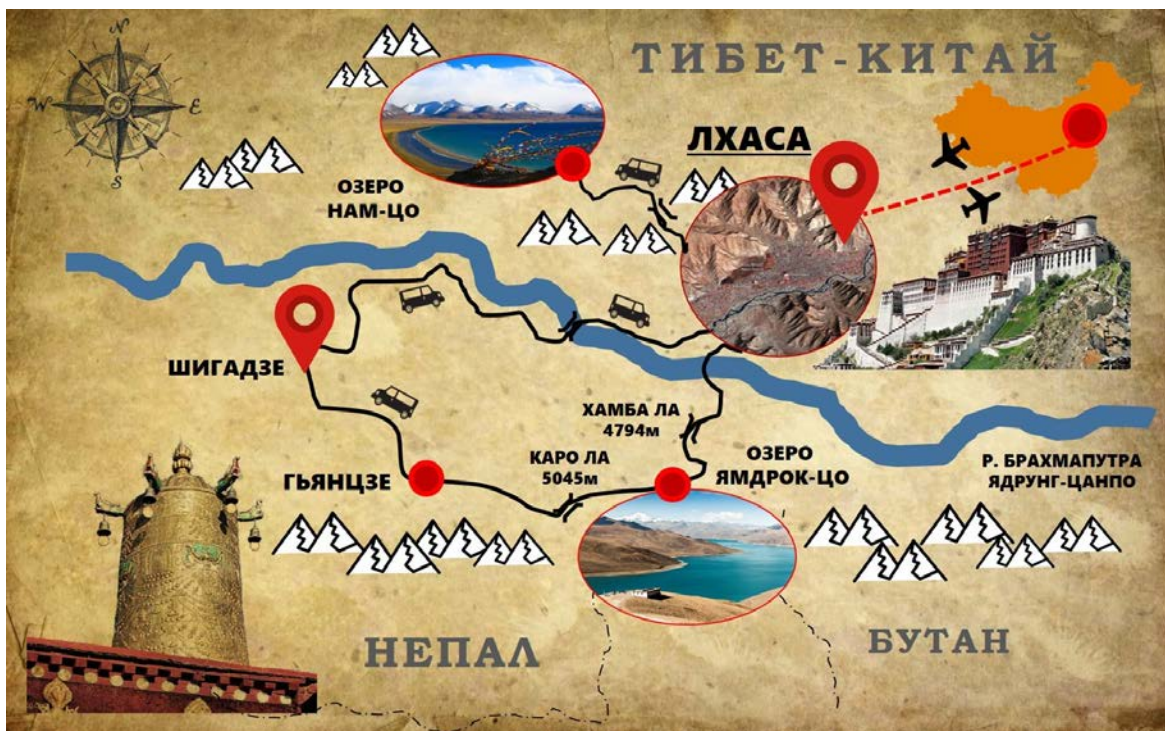 N
W
E
S
ТИБЕТ-КИТАЙ
ЛХАСА
ОЗЕРО
НАМ-ЦО
ШИГАДЗЕ
ХАМБА ЛА
4794м
КАРО ЛА
5045м
ОЗЕРО
ЯМДРОК-ЦО
ГЬЯНЦЗЕ
Р. БРАХМАПУТРА
ЯДРУНГ-ЦАНПО
НЕПАЛ
БУТАН